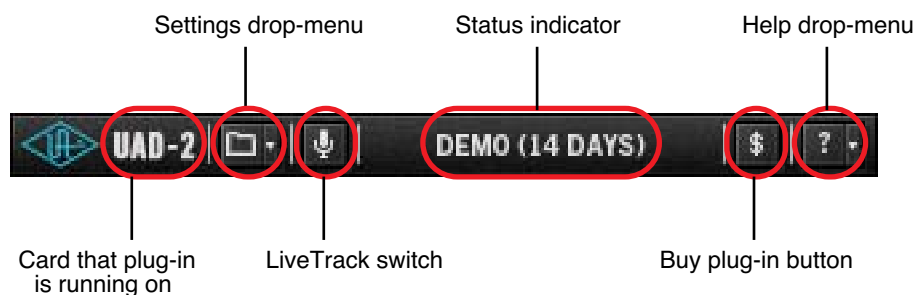 Settings drop-menu
Status indicator
Help drop-menu
UA
UAD-2
DEMO (14 DAYS)
$
?
Card that plug-in
is running on
LiveTrack switch
Buy plug-in button